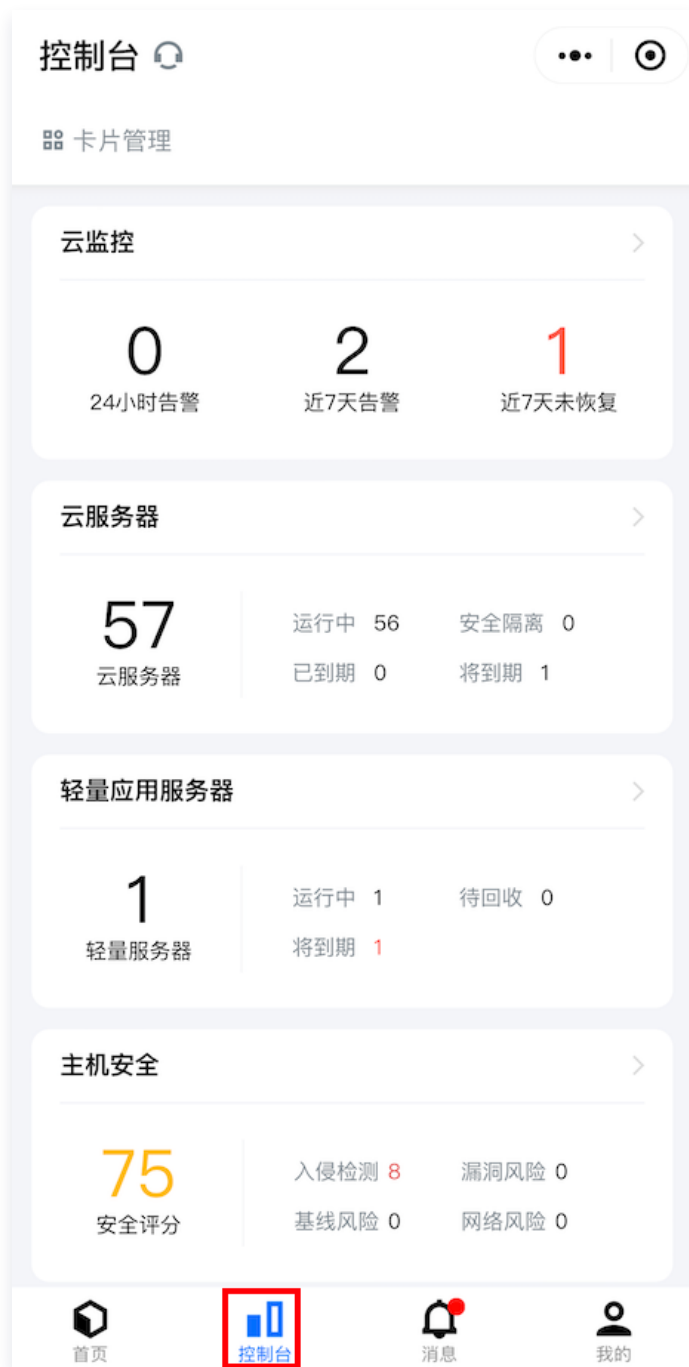 控制台
卡片管理
云监控
0 2 1
24小时告警 近7天告警 近7天未恢复
云服务器
57
云服务器
运行中 56 安全隔离 0
已到期 0 将到期 1
轻量应用服务器
1
轻量服务器
运行中 1 待回收 0
将到期 1
主机安全
75
安全评分
入侵检测 8 漏洞风险 0
基线风险 0 网络风险 0
首页 控制台 消息 我的